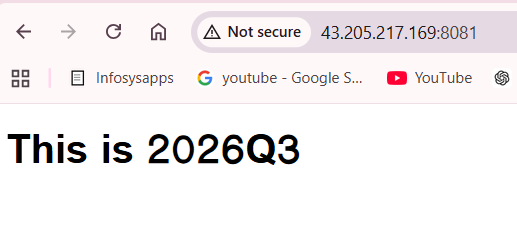 Not secure 43.205.217.169:8081
Infosysapps youtube - Google S... YouTube
This is 2026Q3